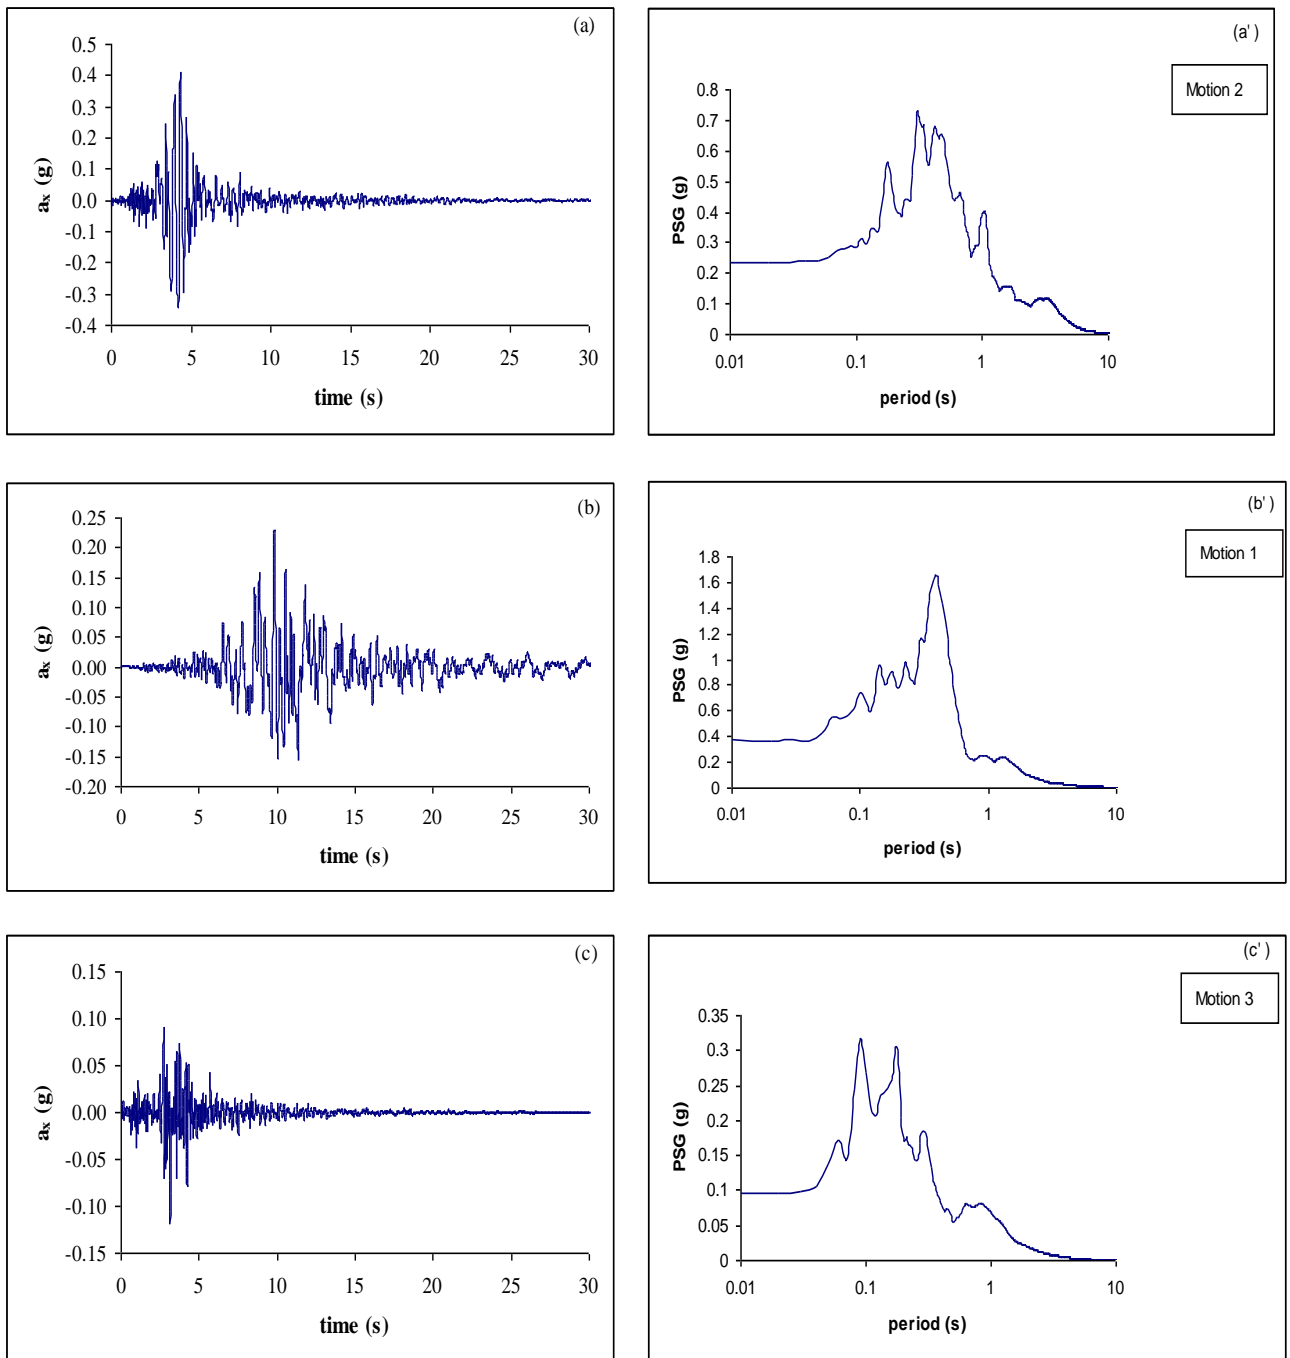 (a)
0.5
0.4
0.3
0.2
0.1
0.0
-0.1
-0.2
-0.3
-0.4
aₓ (g)
0 5 10 15 20 25 30
time (s)
(a')
Motion 2
0.8
0.7
0.6
0.5
0.4
0.3
0.2
0.1
0
PSG (g)
0.01 0.1 1 10
period (s)
(b)
0.25
0.20
0.15
0.10
0.05
0.00
-0.05
-0.10
-0.15
-0.20
aₓ (g)
0 5 10 15 20 25 30
time (s)
(b')
Motion 1
1.8
1.6
1.4
1.2
1
0.8
0.6
0.4
0.2
0
PSG (g)
0.01 0.1 1 10
period (s)
(c)
0.15
0.10
0.05
0.00
-0.05
-0.10
-0.15
aₓ (g)
0 5 10 15 20 25 30
time (s)
(c')
Motion 3
0.35
0.3
0.25
0.2
0.15
0.1
0.05
0
PSG (g)
0.01 0.1 1 10
period (s)